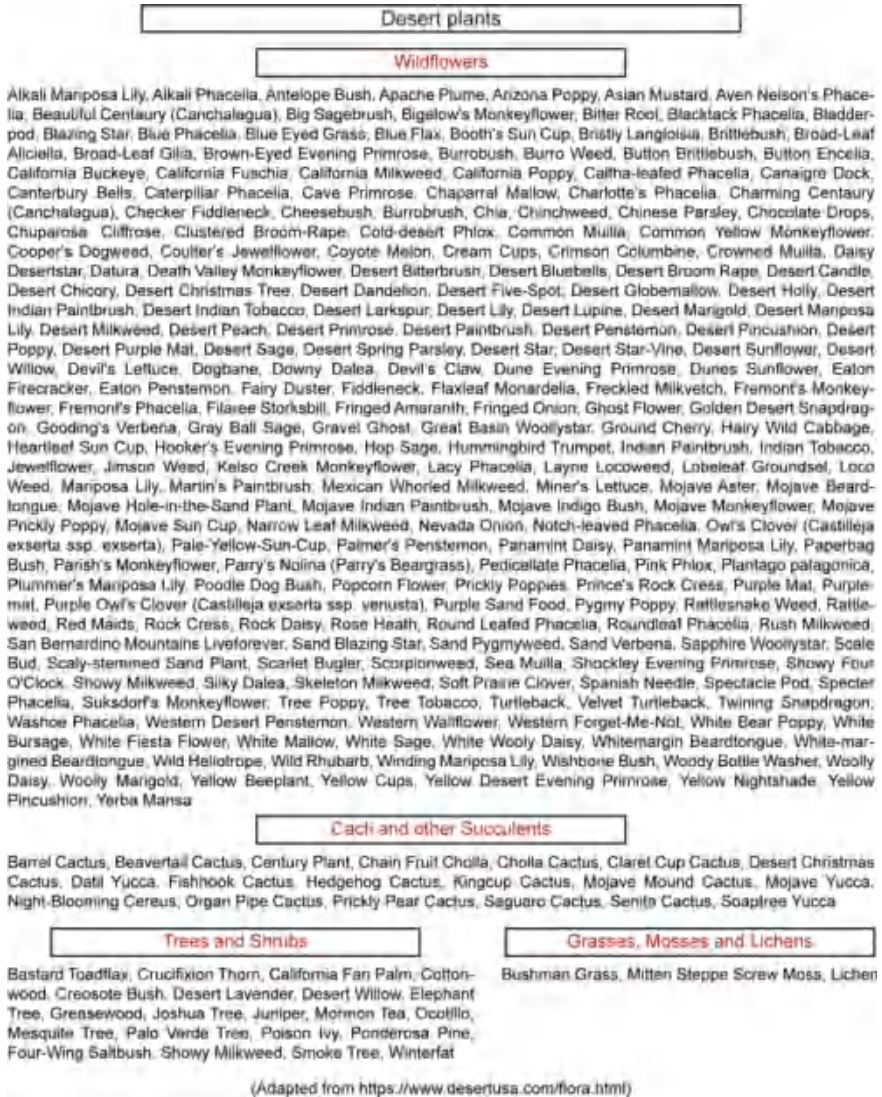 Desert plants
Wildflowers
Alkali Mariposa Lily, Alkali Phacelia, Antelope Bush, Apache Plume, Arizona Poppy, Asian Mustard, Aven Nelson's Phace-
lia, Beautiful Centaury (Canchalagua), Big Sagebrush, Bigelow's Monkeyflower, Bitter Root, Blacktack Phacelia, Bladder-
pod, Blazing Star, Blue Phacelia, Blue Eyed Grass, Blue Flax, Booth's Sun Cup, Bristly Langloisia, Brittlebush, Broad-Leaf
Aliciella, Broad-Leaf Gilia, Brown-Eyed Evening Primrose, Burrobush, Burro Weed, Button Brittlebush, Button Encelia,
California Buckeye, California Fuschia, California Milkweed, California Poppy, Caltha-leafed Phacelia, Canaigre Dock,
Canterbury Bells, Caterpillar Phacelia, Cave Primrose, Chaparral Mallow, Charlotte's Phacelia, Charming Centaury
(Canchalagua), Checker Fiddleneck, Cheesebush, Burrobrush, Chia, Chinchweed, Chinese Parsley, Chocolate Drops,
Chuparosa, Cliffrose, Clustered Broom-Rape, Cold-desert Phlox, Common Muilla, Common Yellow Monkeyflower,
Cooper's Dogweed, Coulter's Jewelflower, Coyote Melon, Cream Cups, Crimson Columbine, Crowned Muilla, Daisy
Desertstar, Datura, Death Valley Monkeyflower, Desert Bitterbrush, Desert Bluebells, Desert Broom Rape, Desert Candle,
Desert Chicory, Desert Christmas Tree, Desert Dandelion, Desert Five-Spot, Desert Globemallow, Desert Holly, Desert
Indian Paintbrush, Desert Indian Tobacco, Desert Larkspur, Desert Lily, Desert Lupine, Desert Marigold, Desert Mariposa
Lily, Desert Milkweed, Desert Peach, Desert Primrose, Desert Paintbrush, Desert Penstemon, Desert Pincushion, Desert
Poppy, Desert Purple Mat, Desert Sage, Desert Spring Parsley, Desert Star, Desert Star-Vine, Desert Sunflower, Desert
Willow, Devil's Lettuce, Dogbane, Downy Dalea, Devil's Claw, Dune Evening Primrose, Dunes Sunflower, Eaton
Firecracker, Eaton Penstemon, Fairy Duster, Fiddleneck, Flaxleaf Monardella, Freckled Milkvetch, Fremont's Monkey-
flower, Fremont's Phacelia, Filaree Storksbill, Fringed Amaranth, Fringed Onion, Ghost Flower, Golden Desert Snapdrag-
on, Gooding's Verbena, Gray Ball Sage, Gravel Ghost, Great Basin Woollystar, Ground Cherry, Hairy Wild Cabbage,
Heartleef Sun Cup, Hooker's Evening Primrose, Hop Sage, Hummingbird Trumpet, Indian Paintbrush, Indian Tobacco,
Jewelflower, Jimson Weed, Kelso Creek Monkeyflower, Lacy Phacelia, Layne Locoweed, Lobeleaf Groundsel, Loco
Weed, Mariposa Lily, Martin's Paintbrush, Mexican Whorled Milkweed, Miner's Lettuce, Mojave Aster, Mojave Beard-
tongue, Mojave Hole-in-the-Sand Plant, Mojave Indian Paintbrush, Mojave Indigo Bush, Mojave Monkeyflower, Mojave
Prickly Poppy, Mojave Sun Cup, Narrow Leaf Milkweed, Nevada Onion, Notch-leaved Phacelia, Owl's Clover (Castilleja
exserta ssp. exserta), Pale-Yellow-Sun-Cup, Palmer's Penstemon, Panamint Daisy, Panamint Mariposa Lily, Paperbag
Bush, Parish's Monkeyflower, Parry's Nolina (Parry's Beargrass), Pedicellate Phacelia, Pink Phlox, Plantago patagonica,
Plummer's Mariposa Lily, Poodle Dog Bush, Popcorn Flower, Prickly Poppies, Prince's Rock Cress, Purple Mat, Purple-
mat, Purple Owl's Clover (Castilleja exserta ssp. venusta), Purple Sand Food, Pygmy Poppy, Rattlesnake Weed, Rattle-
weed, Red Maids, Rock Cress, Rock Daisy, Rose Heath, Round Leafed Phacelia, Roundleaf Phacelia, Rush Milkweed,
San Bernardino Mountains Liveforever, Sand Blazing Star, Sand Pygmyweed, Sand Verbena, Sapphire Woollystar, Scale
Bud, Scaly-stemmed Sand Plant, Scarlet Bugler, Scorpionweed, Sea Muilla, Shockley Evening Primrose, Showy Four
O'Clock, Showy Milkweed, Silky Dalea, Skeleton Milkweed, Soft Prairie Clover, Spanish Needle, Spectacle Pod, Specter
Phacelia, Suksdorf's Monkeyflower, Tree Poppy, Tree Tobacco, Turtleback, Velvet Turtleback, Twining Snapdragon,
Washoe Phacelia, Western Desert Penstemon, Western Wallflower, Western Forget-Me-Not, White Bear Poppy, White
Bursage, White Fiesta Flower, White Mallow, White Sage, White Wooly Daisy, Whitemargin Beardtongue, White-mar-
gined Beardtongue, Wild Heliotrope, Wild Rhubarb, Winding Mariposa Lily, Wishbone Bush, Woody Bottle Washer, Woolly
Daisy, Woolly Marigold, Yellow Beeplant, Yellow Cups, Yellow Desert Evening Primrose, Yellow Nightshade, Yellow
Pincushion, Yerba Mansa
Cacti and other Succulents
Barrel Cactus, Beavertail Cactus, Century Plant, Chain Fruit Cholla, Cholla Cactus, Claret Cup Cactus, Desert Christmas
Cactus, Datil Yucca, Fishhook Cactus, Hedgehog Cactus, Kingcup Cactus, Mojave Mound Cactus, Mojave Yucca,
Night-Blooming Cereus, Organ Pipe Cactus, Prickly Pear Cactus, Saguaro Cactus, Senita Cactus, Soaptree Yucca
Trees and Shrubs
Bastard Toadflax, Crucifixion Thorn, California Fan Palm, Cotton-
wood, Creosote Bush, Desert Lavender, Desert Willow, Elephant
Tree, Greasewood, Joshua Tree, Juniper, Mormon Tea, Ocotillo,
Mesquite Tree, Palo Verde Tree, Poison Ivy, Ponderosa Pine,
Four-Wing Saltbush, Showy Milkweed, Smoke Tree, Winterfat
Grasses, Mosses and Lichens
Bushman Grass, Mitten Steppe Screw Moss, Lichen
(Adapted from https://www.desertusa.com/flora.html)